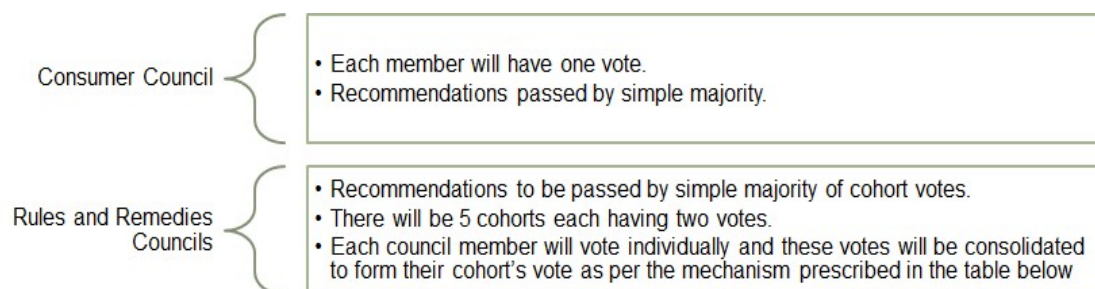 Consumer Council
• Each member will have one vote.
• Recommendations passed by simple majority.
Rules and Remedies
Councils
• Recommendations to be passed by simple majority of cohort votes.
• There will be 5 cohorts each having two votes.
• Each council member will vote individually and these votes will be consolidated
to form their cohort's vote as per the mechanism prescribed in the table below